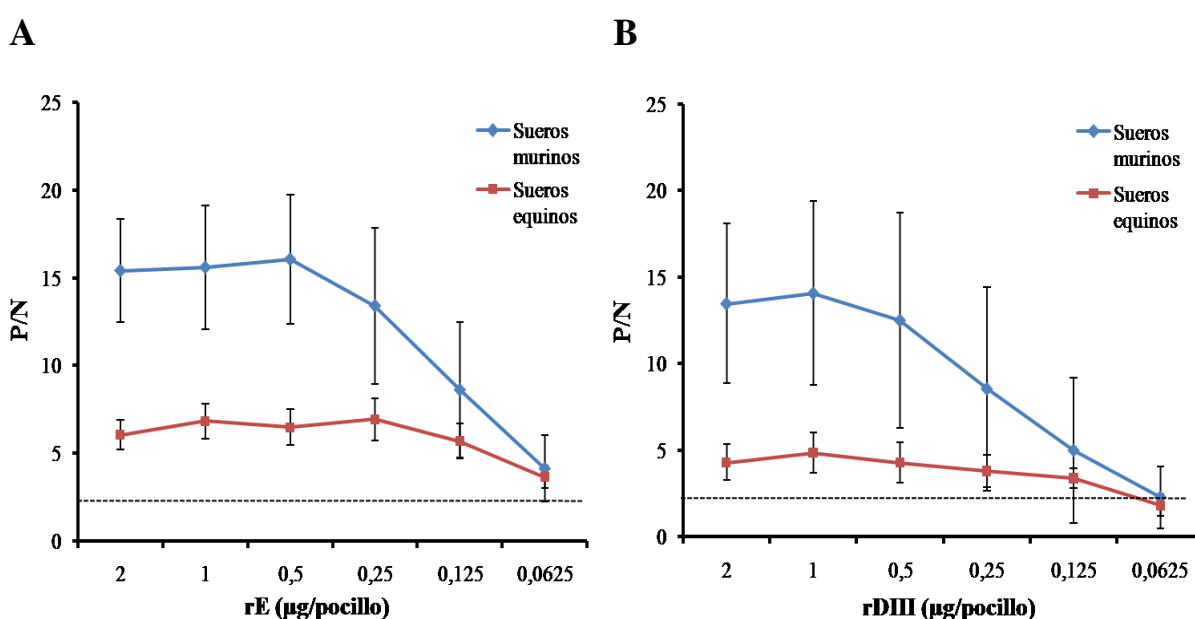 A
25
20
15
10
5
0
P/N
Sueros
murinos
Sueros
equinos
2 1 0,5 0,25 0,125 0,0625
rE (µg/pocillo)
B
25
20
15
10
5
0
P/N
Sueros
murinos
Sueros
equinos
2 1 0,5 0,25 0,125 0,0625
rDIII (µg/pocillo)